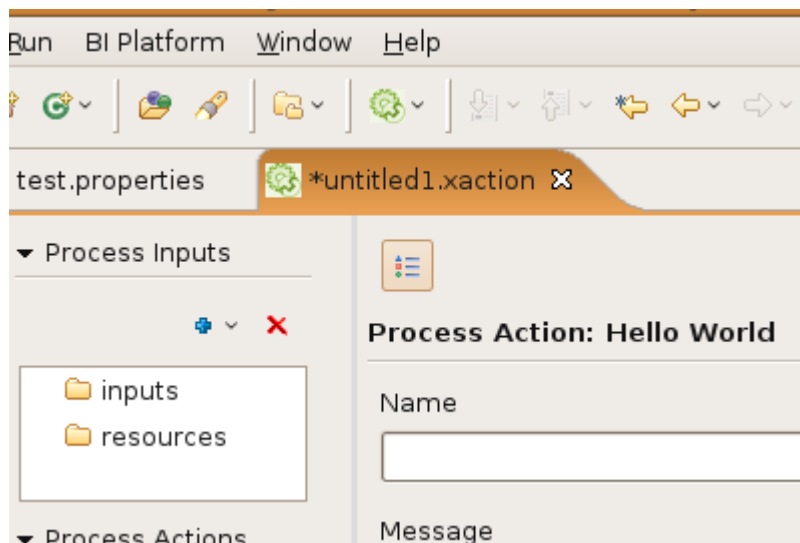 Run BI Platform Window Help
test.properties *untitled1.xaction
Process Inputs
Process Action: Hello World
inputs
Name
resources
Message
Process Actions